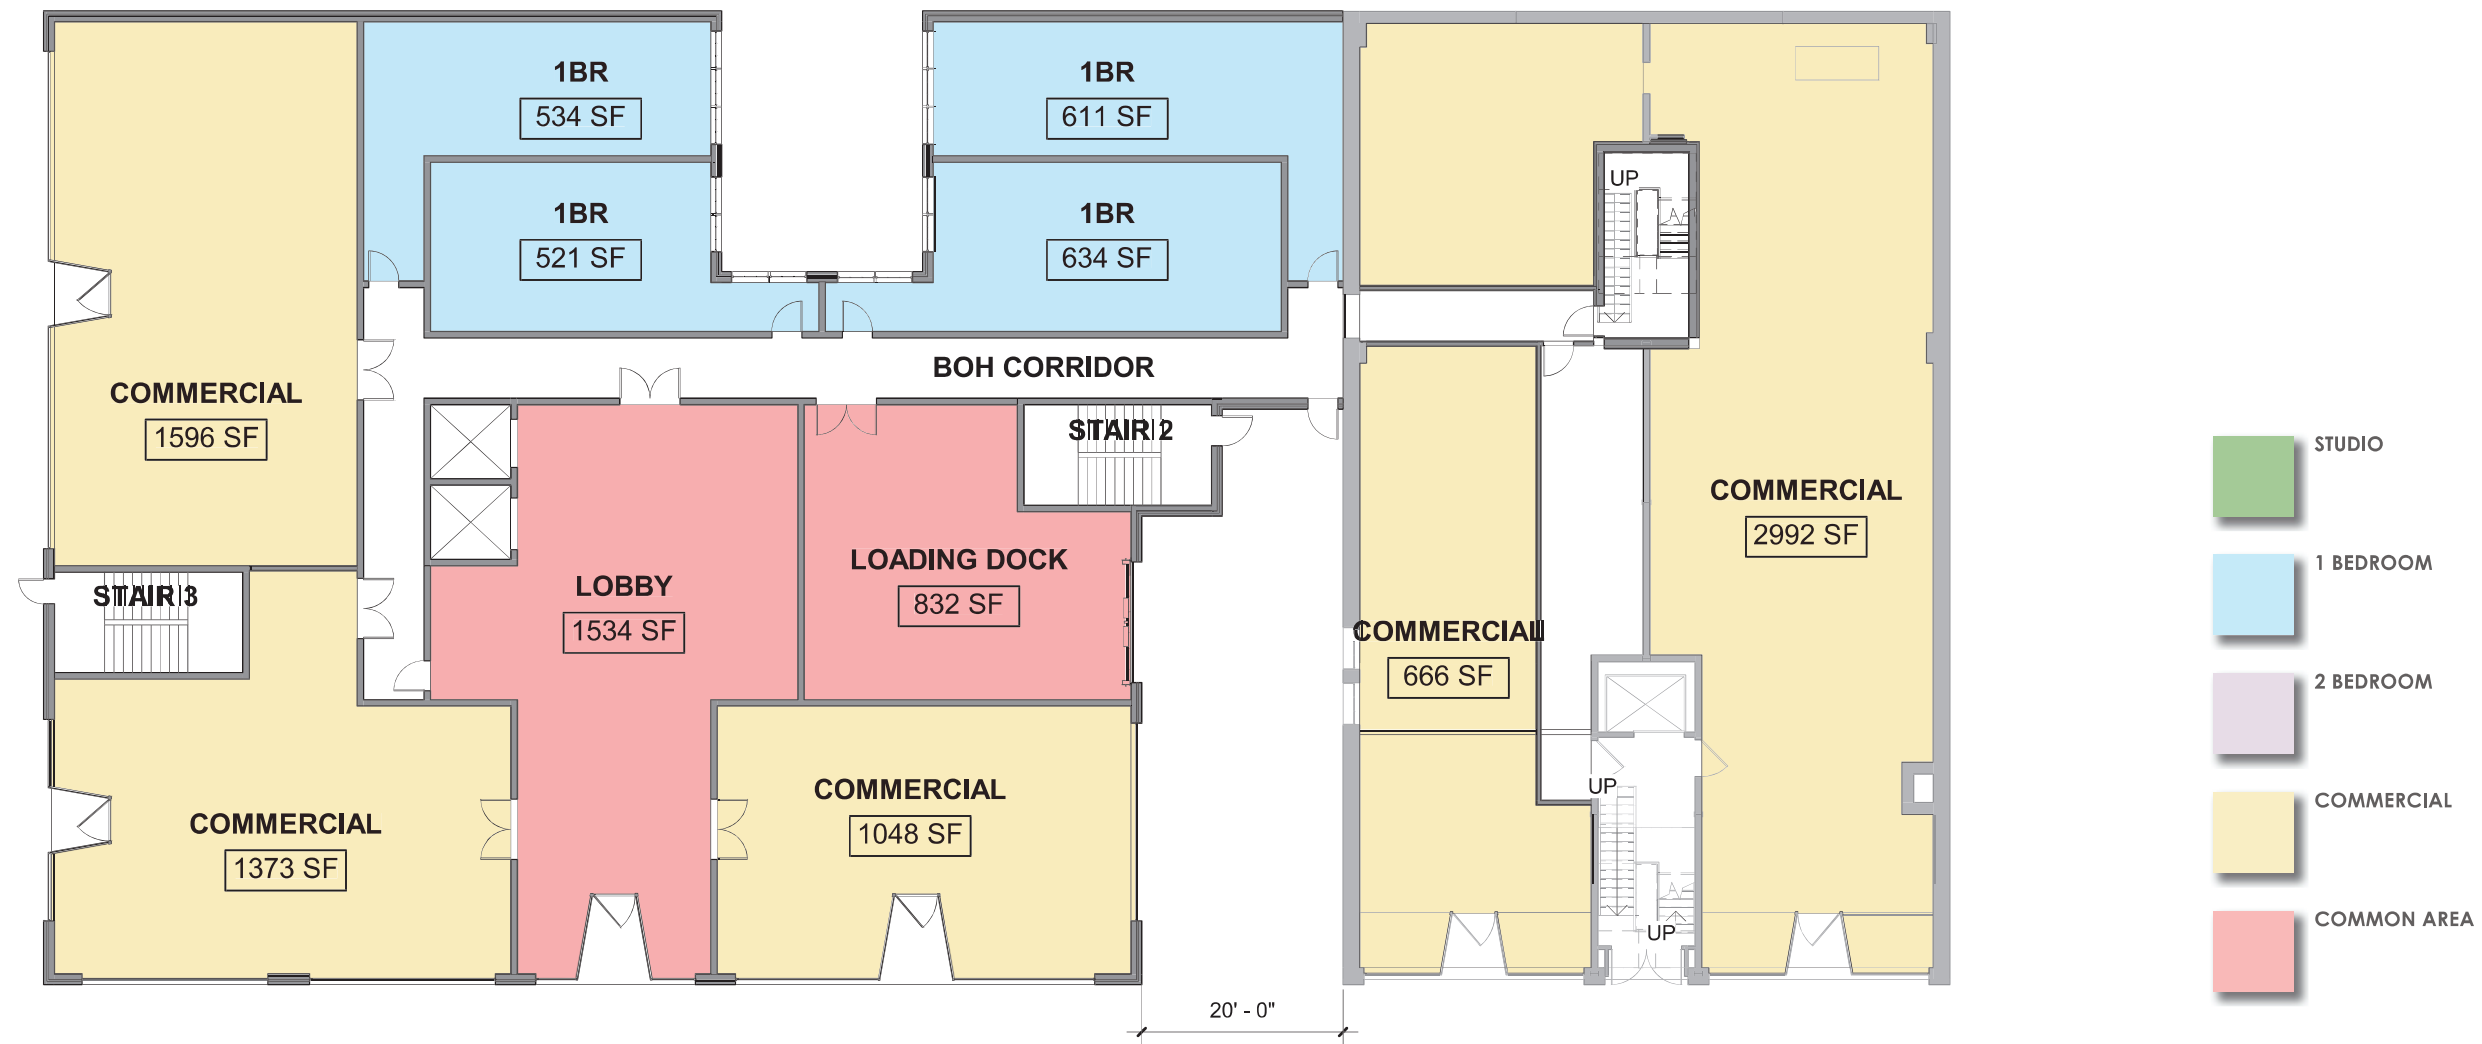 1BR
534 SF
1BR
611 SF
UP
1BR
521 SF
1BR
634 SF
BOH CORRIDOR
COMMERCIAL
1596 SF
STAIR 2
STUDIO
COMMERCIAL
2992 SF
LOADING DOCK
832 SF
1 BEDROOM
STAIR 3
LOBBY
1534 SF
COMMERCIAL
666 SF
2 BEDROOM
UP
COMMERCIAL
1048 SF
COMMERCIAL
COMMERCIAL
1373 SF
UP
COMMON AREA
20' - 0"